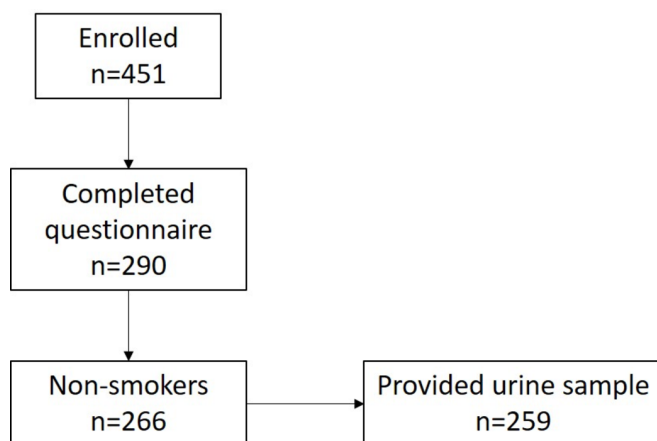 Enrolled
n=451
Completed
questionnaire
n=290
Non-smokers
n=266
Provided urine sample
n=259